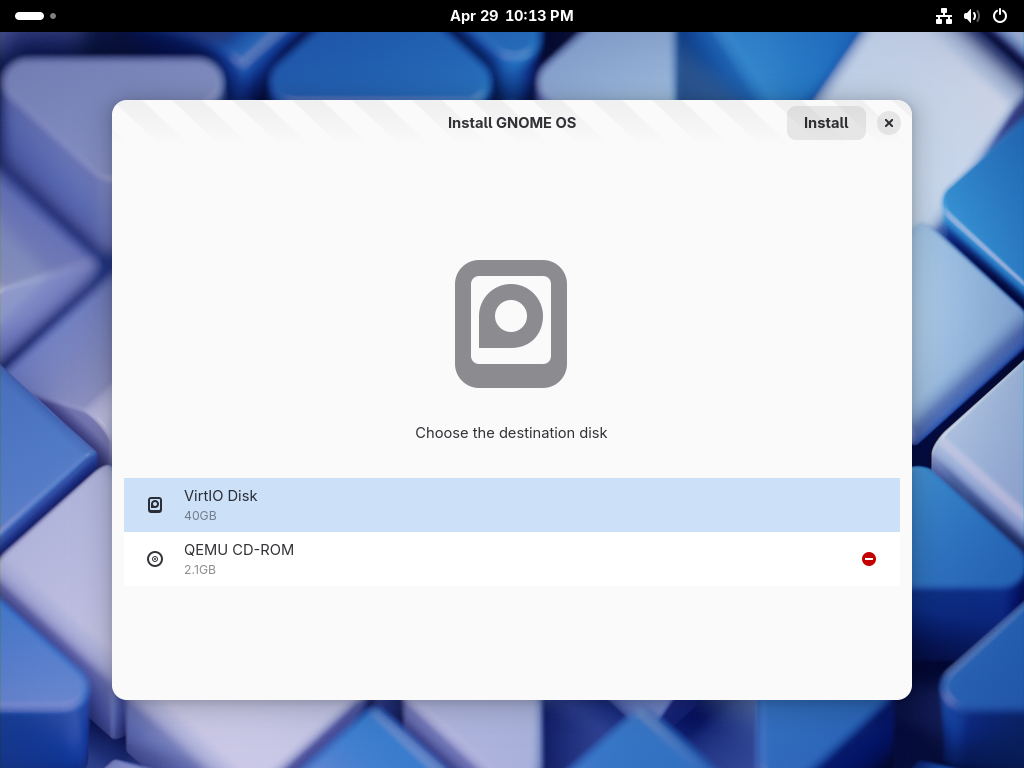 Apr 29 10:13 PM
Install GNOME OS
Install
Choose the destination disk
VirtIO Disk
40GB
QEMU CD-ROM
2.1GB